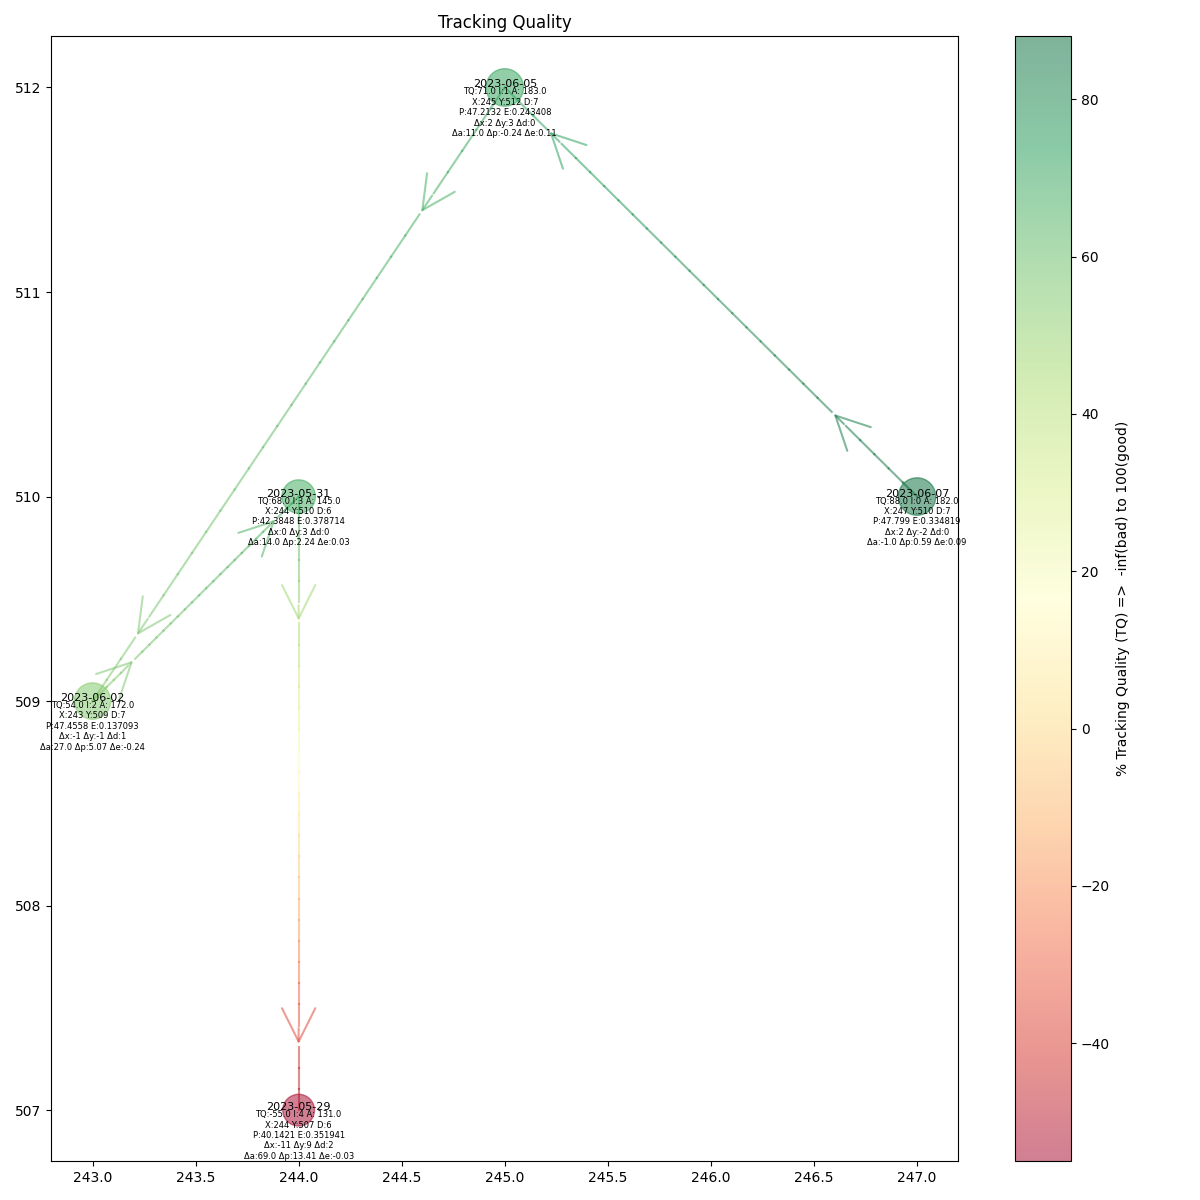 Tracking Quality
2023-06-05
TQ:71.0 I:1 A: 183.0
X:245 Y:512 D:7
P:47.2132 E:0.243408
Δx:2 Δy:3 Δd:0
Δa:11.0 Δp:-0.24 Δe:0.11
2023-05-31
TQ:68.0 I:3 A: 145.0
X:244 Y:510 D:6
P:42.3848 E:0.378714
Δx:0 Δy:3 Δd:0
Δa:14.0 Δp:2.24 Δe:0.03
2023-06-07
TQ:88.0 I:0 A: 182.0
X:247 Y:510 D:7
P:47.799 E:0.334819
Δx:2 Δy:-2 Δd:0
Δa:-1.0 Δp:0.59 Δe:0.09
2023-06-02
TQ:54.0 I:2 A: 172.0
X:243 Y:509 D:7
P:47.4558 E:0.137093
Δx:-1 Δy:-1 Δd:1
Δa:27.0 Δp:5.07 Δe:-0.24
2023-05-29
TQ:-55.0 I:4 A: 131.0
X:244 Y:507 D:6
P:40.1421 E:0.351941
Δx:-11 Δy:9 Δd:2
Δa:69.0 Δp:13.41 Δe:-0.03
512
511
510
509
508
507
243.0 243.5 244.0 244.5 245.0 245.5 246.0 246.5 247.0
80
60
40
20
0
−20
−40
% Tracking Quality (TQ) => -inf(bad) to 100(good)